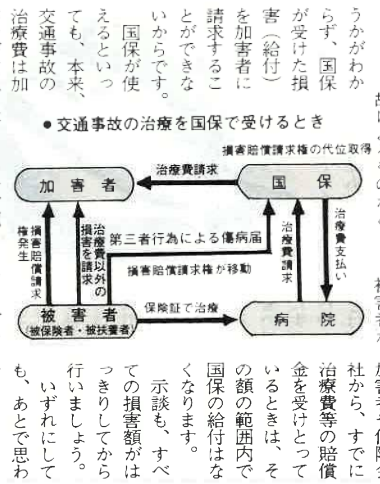 うかがわか
らず、国保
が受けた損
害（給付）
を加害者に
請求するこ
とができな
いからです。
国保が使
えるといっ
ても、本来、
交通事故の
治療費は加
●交通事故の治療を国保で受けるとき
損害賠償請求権の代位取得
加害者
治療費請求
国保
損害賠償請求
権発生
治療費以外の
損害を請求
第三者行為による傷病届
損害賠償請求権が移動
治療費請求
治療費支払い
被害者
(被保険者・被扶養者)
保険証で治療
病院
社から、すでに
治療費等の賠償
金を受けとって
いるときは、そ
の額の範囲内で
国保の給付はな
くなります。
示談も、すべ
ての損害額がは
っきりしてから
行いましょう。
いずれにして
も、あとで思わ